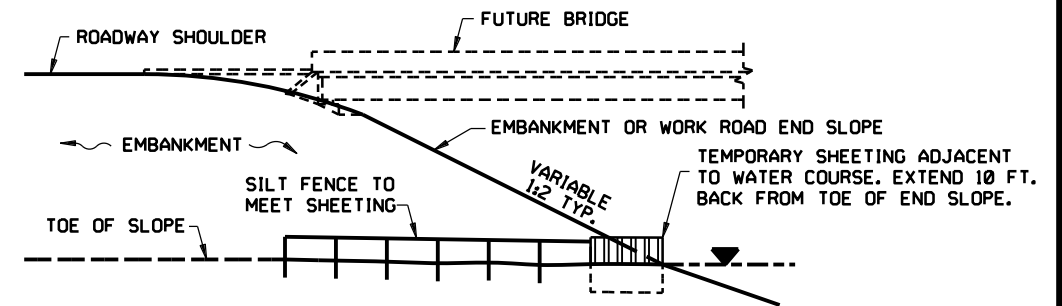 FUTURE BRIDGE
ROADWAY SHOULDER
EMBANKMENT OR WORK ROAD END SLOPE
EMBANKMENT
TEMPORARY SHEETING ADJACENT
TO WATER COURSE. EXTEND 10 FT.
BACK FROM TOE OF END SLOPE.
VARIABLE
1:2 TYP.
SILT FENCE TO
MEET SHEETING
TOE OF SLOPE